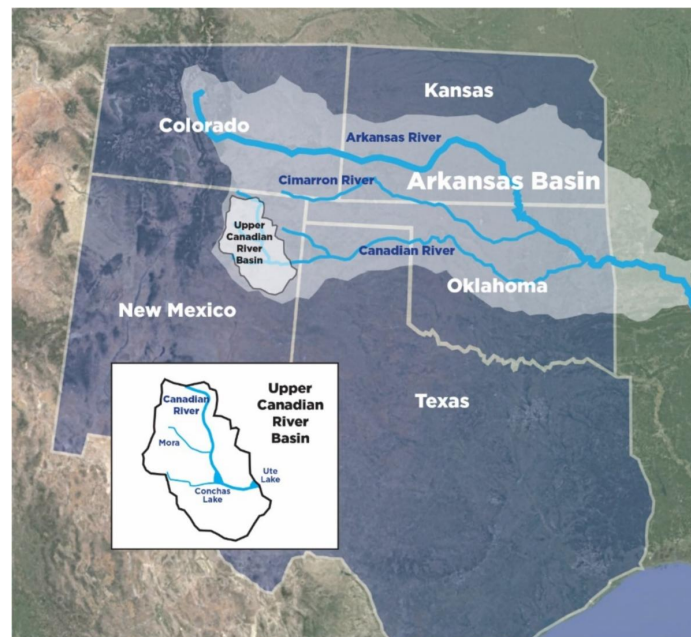 Kansas
Colorado
Arkansas River
Cimarron River
Arkansas Basin
Upper
Canadian
River
Basin
Canadian River
Oklahoma
New Mexico
Texas
Upper
Canadian
River
Basin
Canadian
River
Mora
Ute
Lake
Conchas
Lake